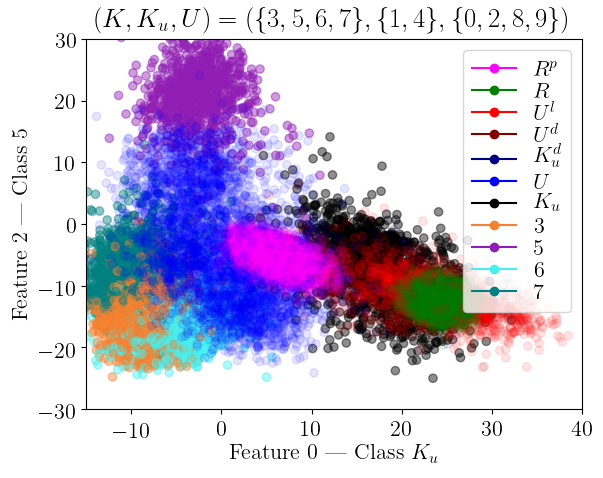 (K, K_u, U) = ({3, 5, 6, 7}, {1, 4}, {0, 2, 8, 9})
30
20
10
0
−10
−20
−30
−10
0
10
20
30
40
Feature 2 — Class 5
Feature 0 — Class K_u
R^p
R
U^l
U^d
K_u^d
U
K_u
3
5
6
7